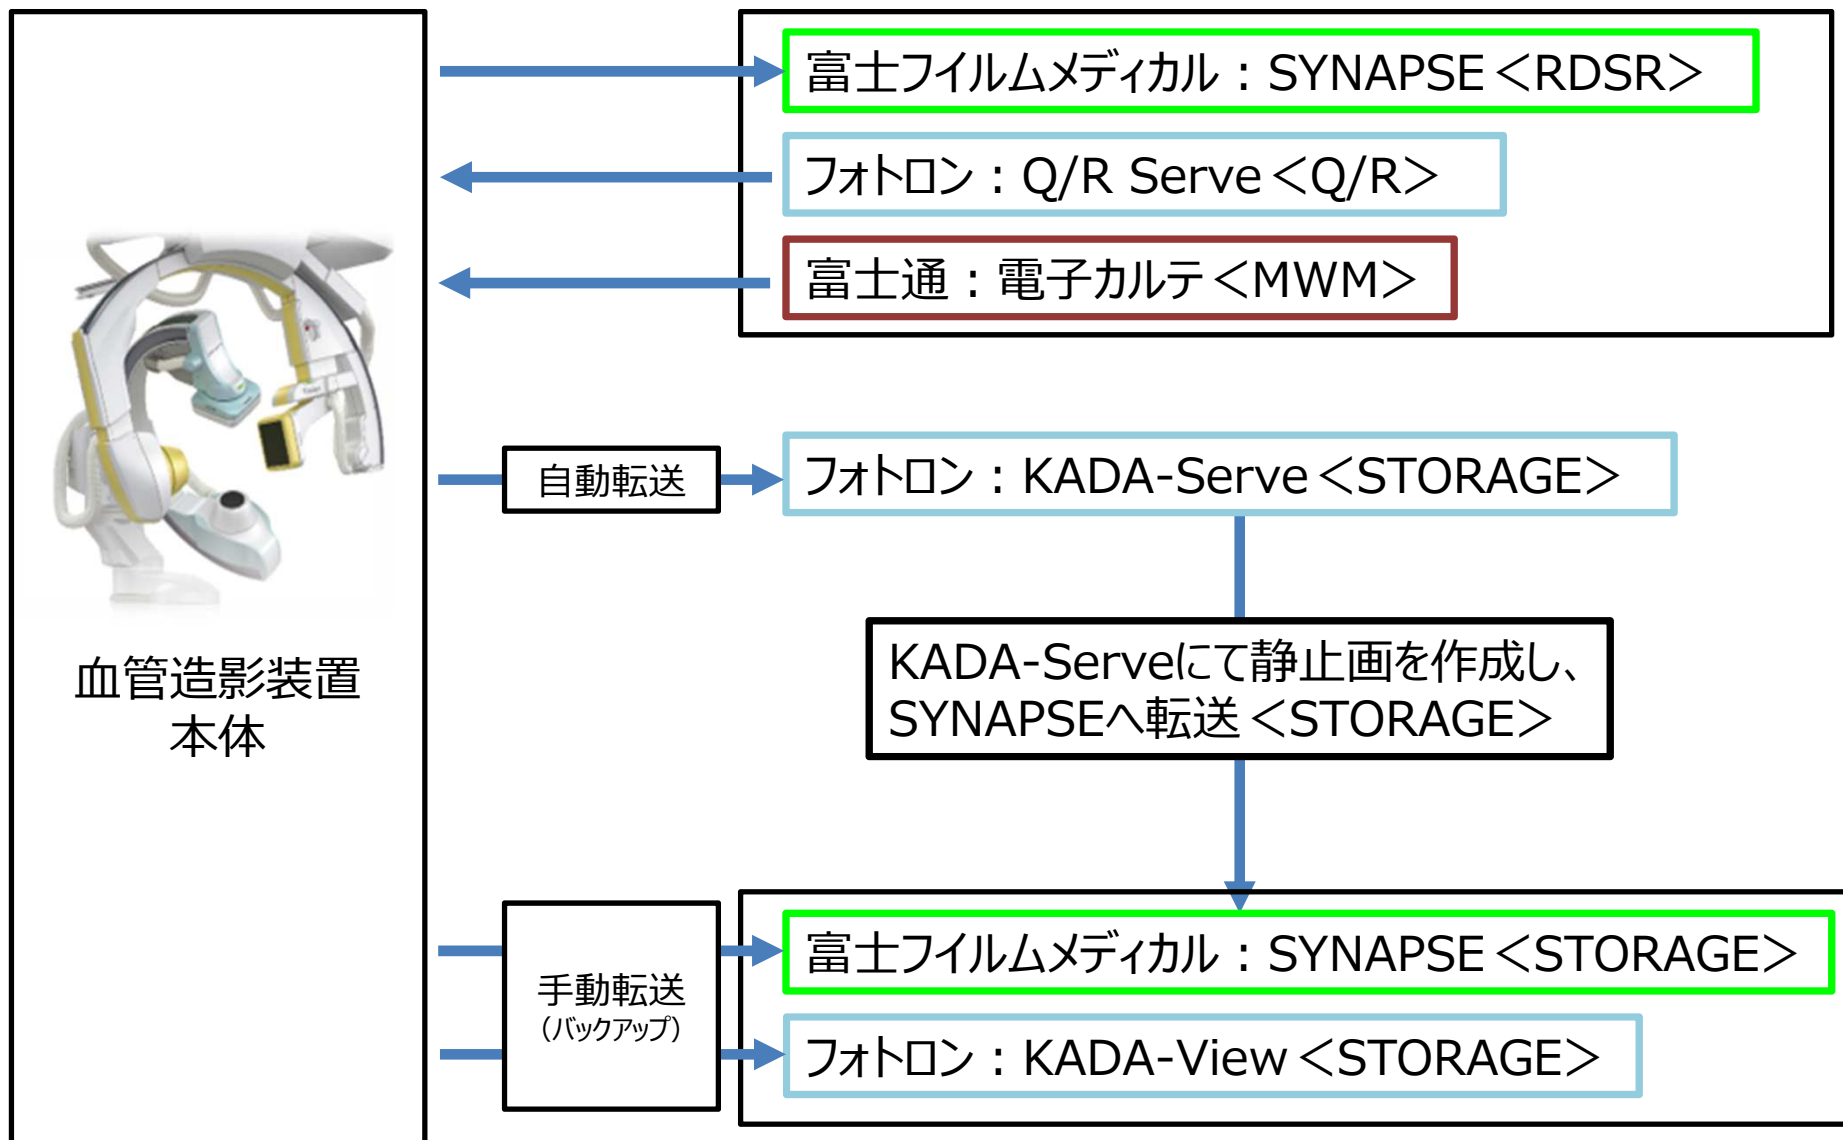 富士フイルムメディカル：SYNAPSE＜RDSR＞
フォトロン：Q/R Serve＜Q/R＞
富士通：電子カルテ＜MWM＞
自動転送
フォトロン：KADA-Serve＜STORAGE＞
血管造影装置
本体
KADA-Serveにて静止画を作成し、
SYNAPSEへ転送＜STORAGE＞
手動転送
（バックアップ）
富士フイルムメディカル：SYNAPSE＜STORAGE＞
フォトロン：KADA-View＜STORAGE＞